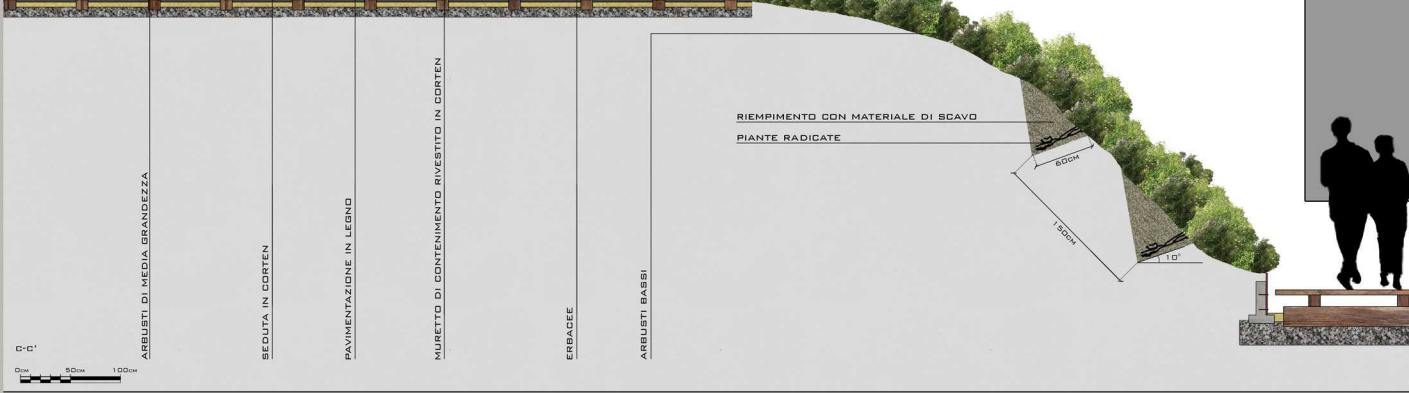 RIEMPIMENTO CON MATERIALE DI SCAVO
PIANTE RADICATE
60CM
150CM
10°
ARBUSTI DI MEDIA GRANDEZZA
SEDUTA IN CORTEN
PAVIMENTAZIONE IN LEGNO
MURETTO DI CONTENIMENTO RIVESTITO IN CORTEN
ERBACEE
ARBUSTI BASSI
C-C'
0CM 50CM 100CM